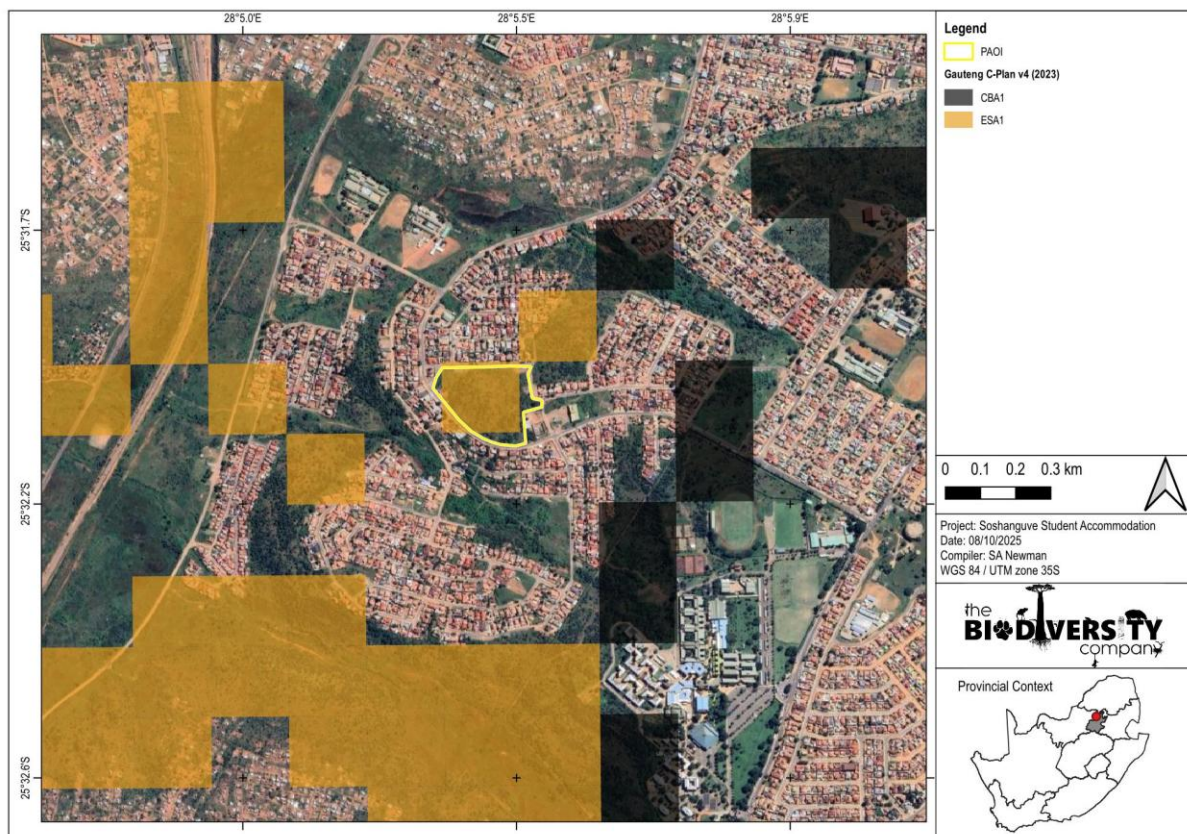 28°5.0'E 28°5.5'E 28°5.9'E
25°31.7'S
25°32.2'S
25°32.6'S
Legend
PAOI
Gauteng C-Plan v4 (2023)
CBA1
ESA1
0 0.1 0.2 0.3 km
Project: Soshanguve Student Accommodation
Date: 08/10/2025
Compiler: SA Newman
WGS 84 / UTM zone 35S
the
BIODIVERSITY
company
Provincial Context